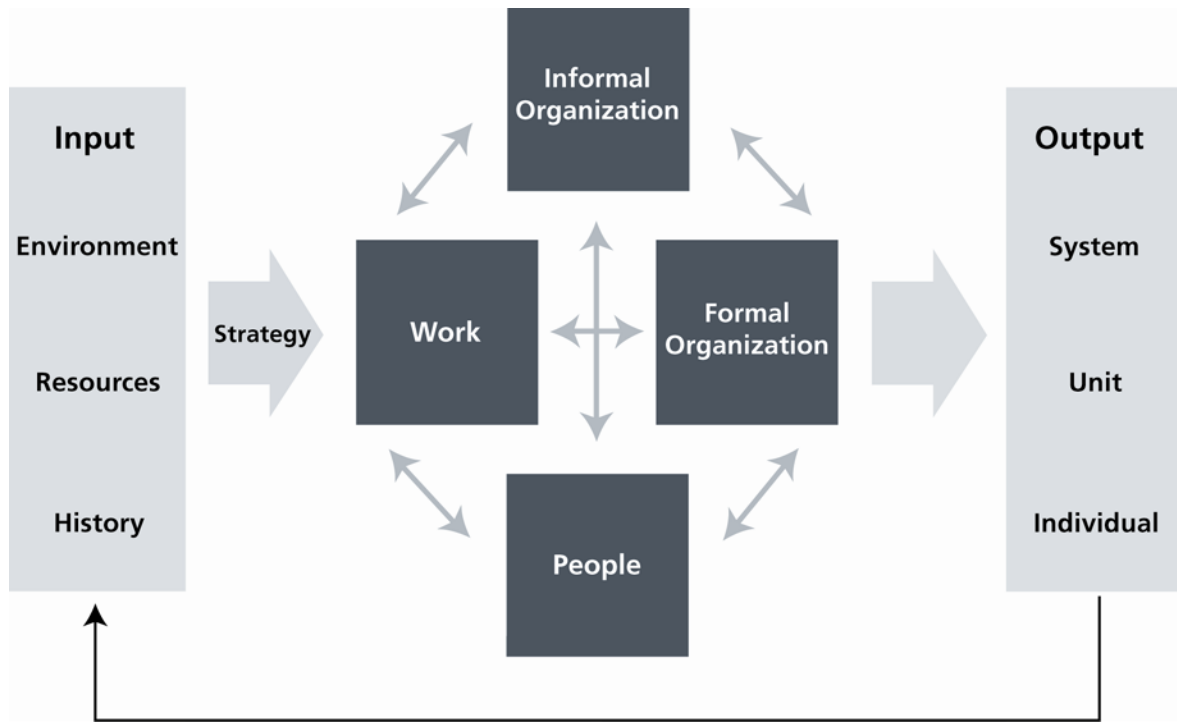 Input
Environment
Resources
History
Strategy
Informal
Organization
Work
Formal
Organization
People
Output
System
Unit
Individual